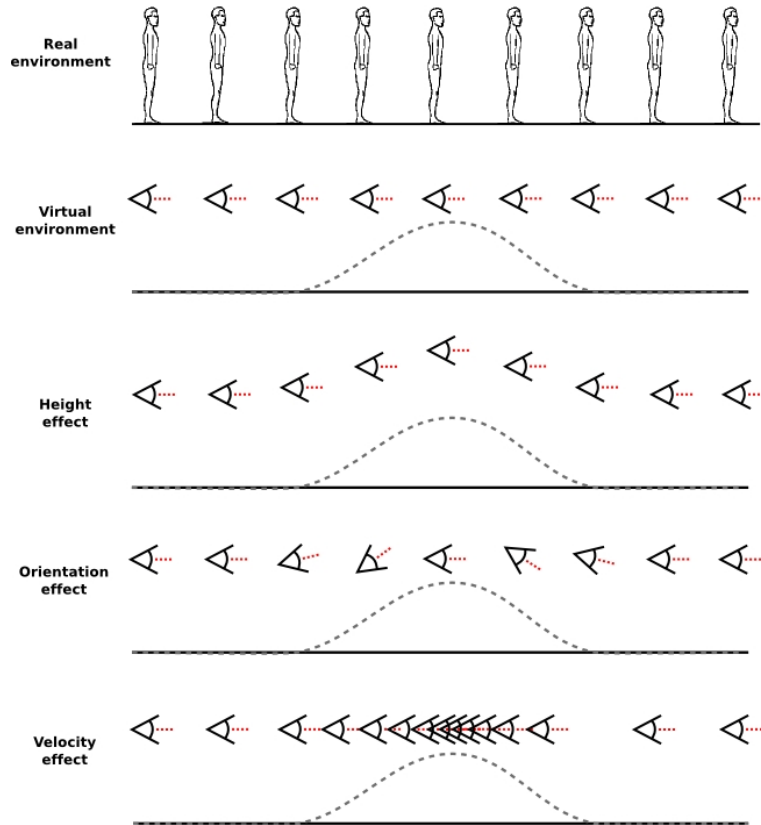 Real
environment
Virtual
environment
Height
effect
Orientation
effect
Velocity
effect